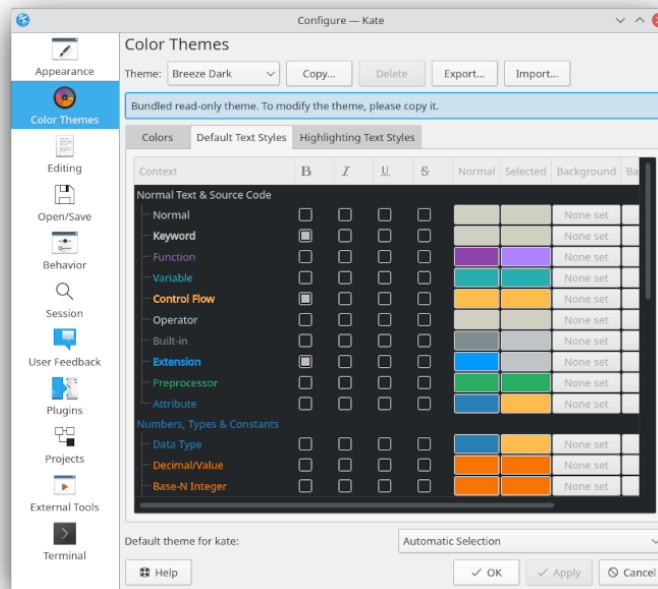 Configure — Kate
Appearance
Color Themes
Editing
Open/Save
Behavior
Session
User Feedback
Plugins
Projects
External Tools
Terminal
Color Themes
Theme: Breeze Dark Copy... Delete Export... Import...
Bundled read-only theme. To modify the theme, please copy it.
Colors Default Text Styles Highlighting Text Styles
Context B I U S Normal Selected Background Ba
Normal Text & Source Code
Normal None set
Keyword None set
Function None set
Variable None set
Control Flow None set
Operator None set
Built-in None set
Extension None set
Preprocessor None set
Attribute None set
Numbers, Types & Constants
Data Type None set
Decimal/Value None set
Base-N Integer None set
Default theme for kate: Automatic Selection
Help OK Apply Cancel